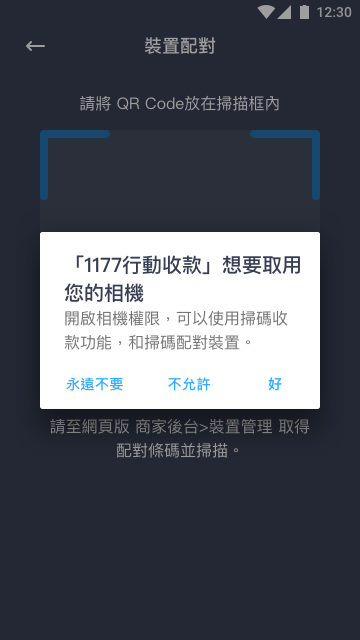 12:30
裝置配對
請將 QR Code放在掃描框內
「1177行動收款」想要取用
您的相機
開啟相機權限，可以使用掃碼收
款功能，和掃碼配對裝置。
永遠不要 不允許 好
請至網頁版 商家後台>裝置管理 取得
配對條碼並掃描。